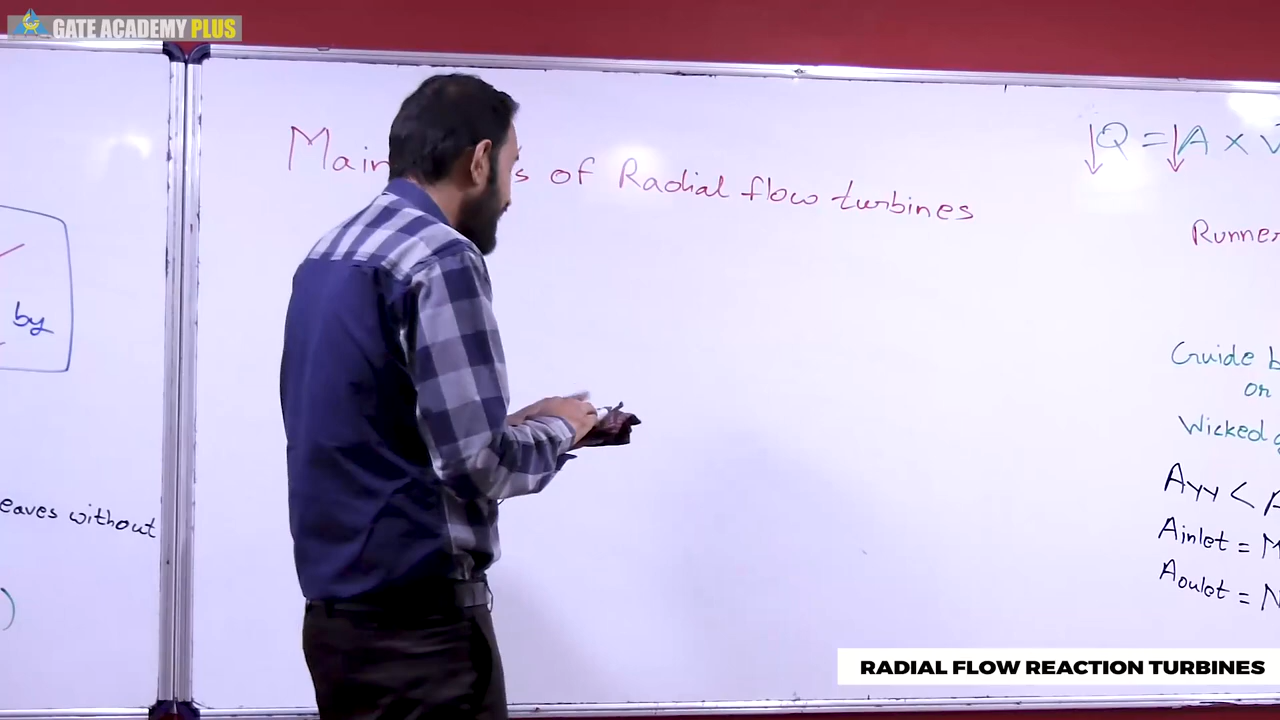 GATE ACADEMY PLUS
Main s of Radial flow turbines
Q = A x
Runner
by
Guide b
or
Wicked g
eaves without
Ayy < A
Ainlet = M
Aoulet = N
)
RADIAL FLOW REACTION TURBINES